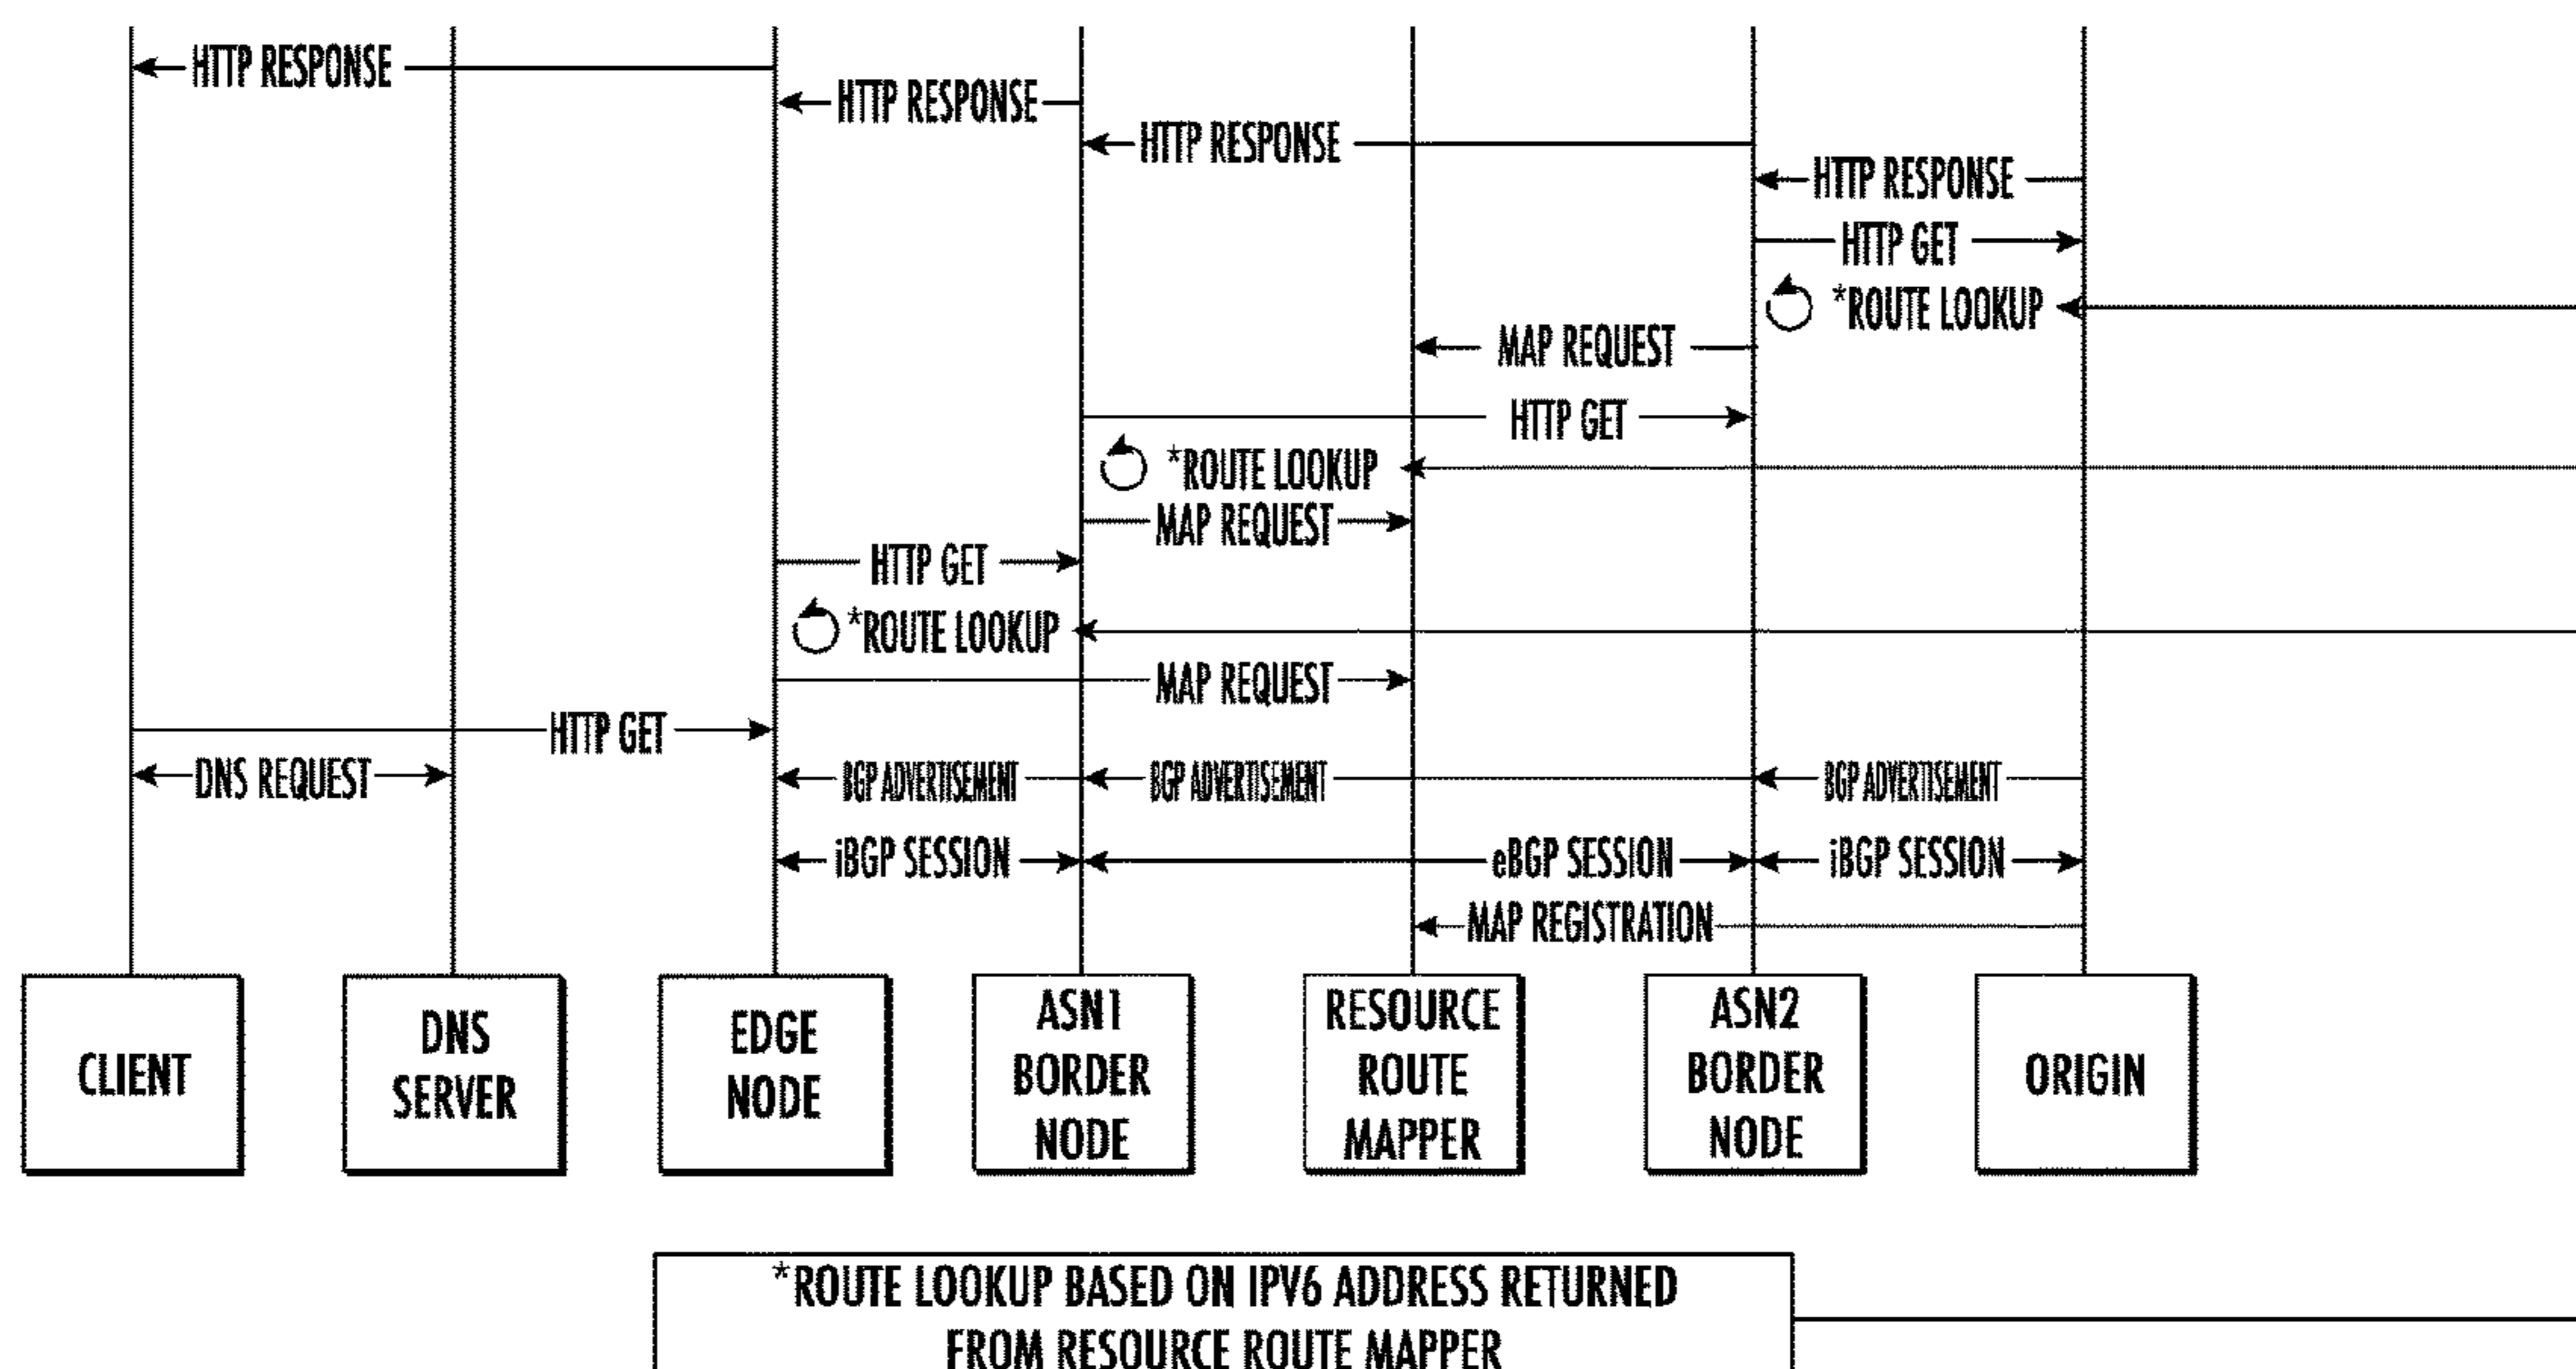 HTTP RESPONSE
HTTP RESPONSE
HTTP RESPONSE
HTTP RESPONSE
HTTP GET
*ROUTE LOOKUP
MAP REQUEST
HTTP GET
*ROUTE LOOKUP
MAP REQUEST
HTTP GET
*ROUTE LOOKUP
MAP REQUEST
HTTP GET
DNS REQUEST
BGP ADVERTISEMENT
BGP ADVERTISEMENT
BGP ADVERTISEMENT
iBGP SESSION
eBGP SESSION
iBGP SESSION
MAP REGISTRATION
CLIENT
DNS
SERVER
EDGE
NODE
ASN1
BORDER
NODE
RESOURCE
ROUTE
MAPPER
ASN2
BORDER
NODE
ORIGIN
*ROUTE LOOKUP BASED ON IPV6 ADDRESS RETURNED
FROM RESOURCE ROUTE MAPPER